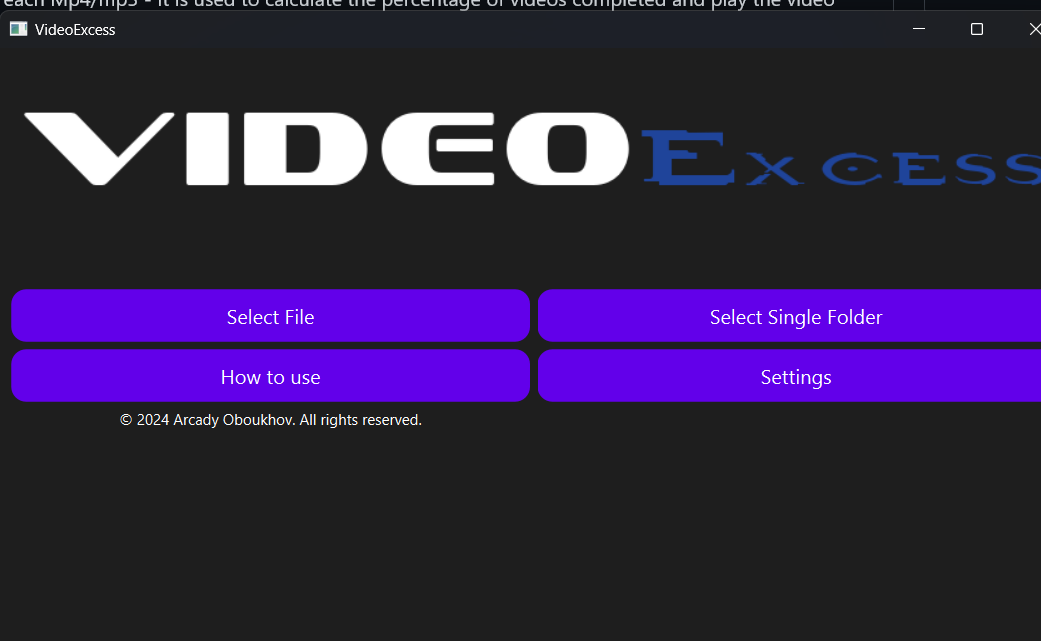 each Mp4/mp3 - it is used to calculate the percentage of videos completed and play the video
VideoExcess
VIDEO EXCESS
Select File
Select Single Folder
How to use
Settings
© 2024 Arcady Oboukhov. All rights reserved.